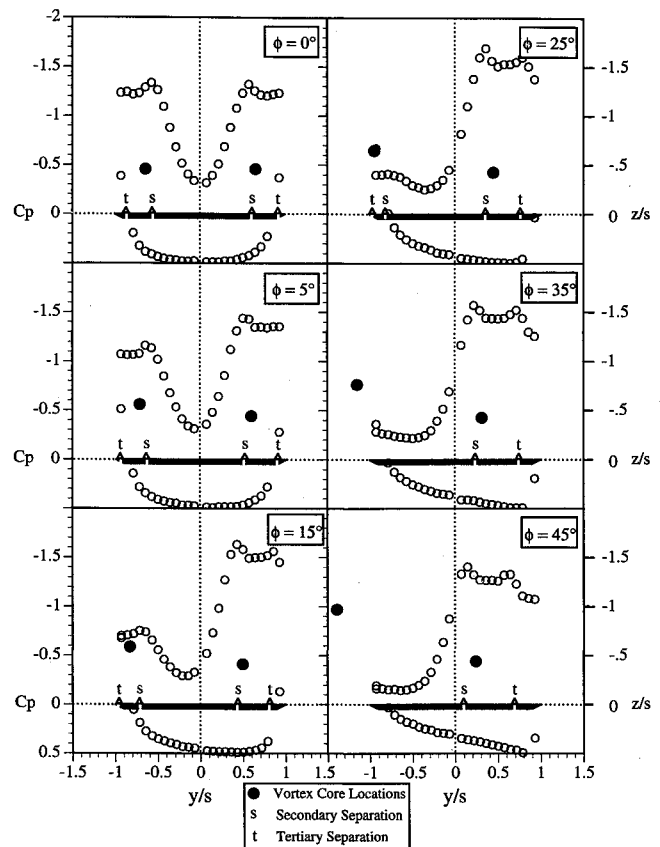 -2
-1.5
-1
-0.5
Cp 0
ϕ = 0°
t s s t
ϕ = 25°
-1.5
-1
-0.5
0 z/s
t s s t
-1.5
-1
-0.5
Cp 0
ϕ = 5°
t s s t
ϕ = 35°
-1.5
-1
-0.5
0 z/s
s t
-1.5
-1
-0.5
Cp 0
0.5
ϕ = 15°
t s s t
ϕ = 45°
-1.5
-1
-0.5
0 z/s
s t
-1.5 -1 -0.5 0 0.5 1 1.5 -1 -0.5 0 0.5 1 1.5
y/s y/s
Vortex Core Locations
s Secondary Separation
t Tertiary Separation